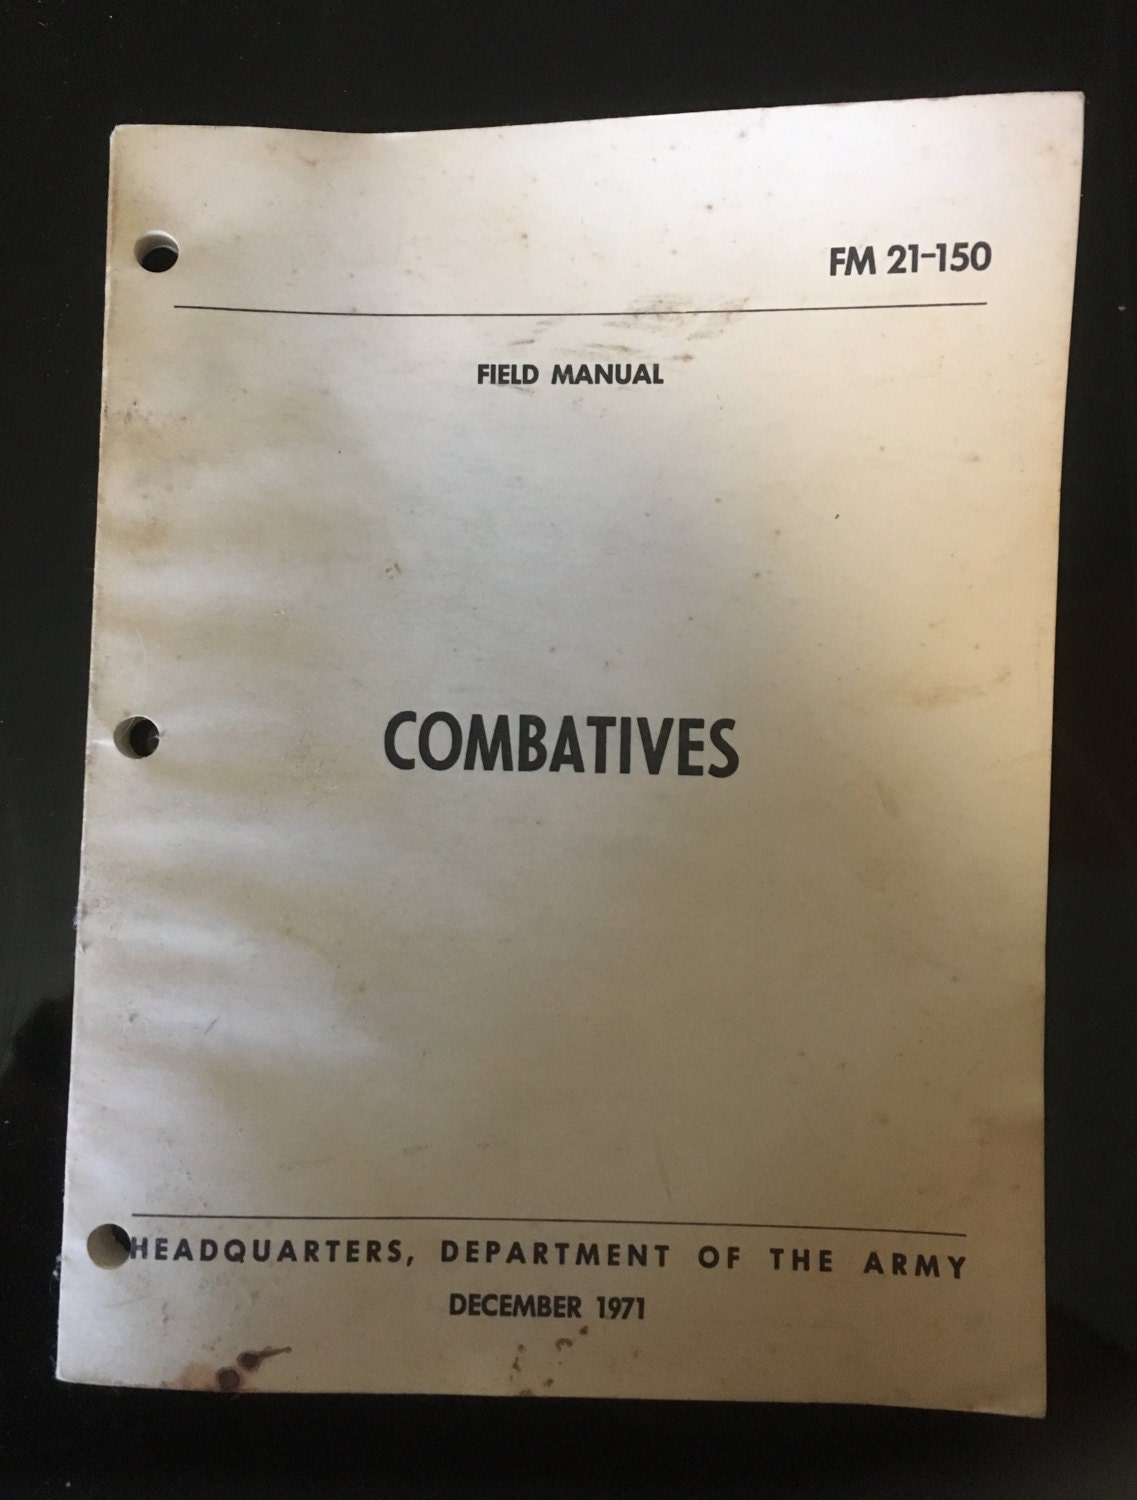 FM 21-150
FIELD MANUAL
COMBATIVES
HEADQUARTERS, DEPARTMENT OF THE ARMY
DECEMBER 1971